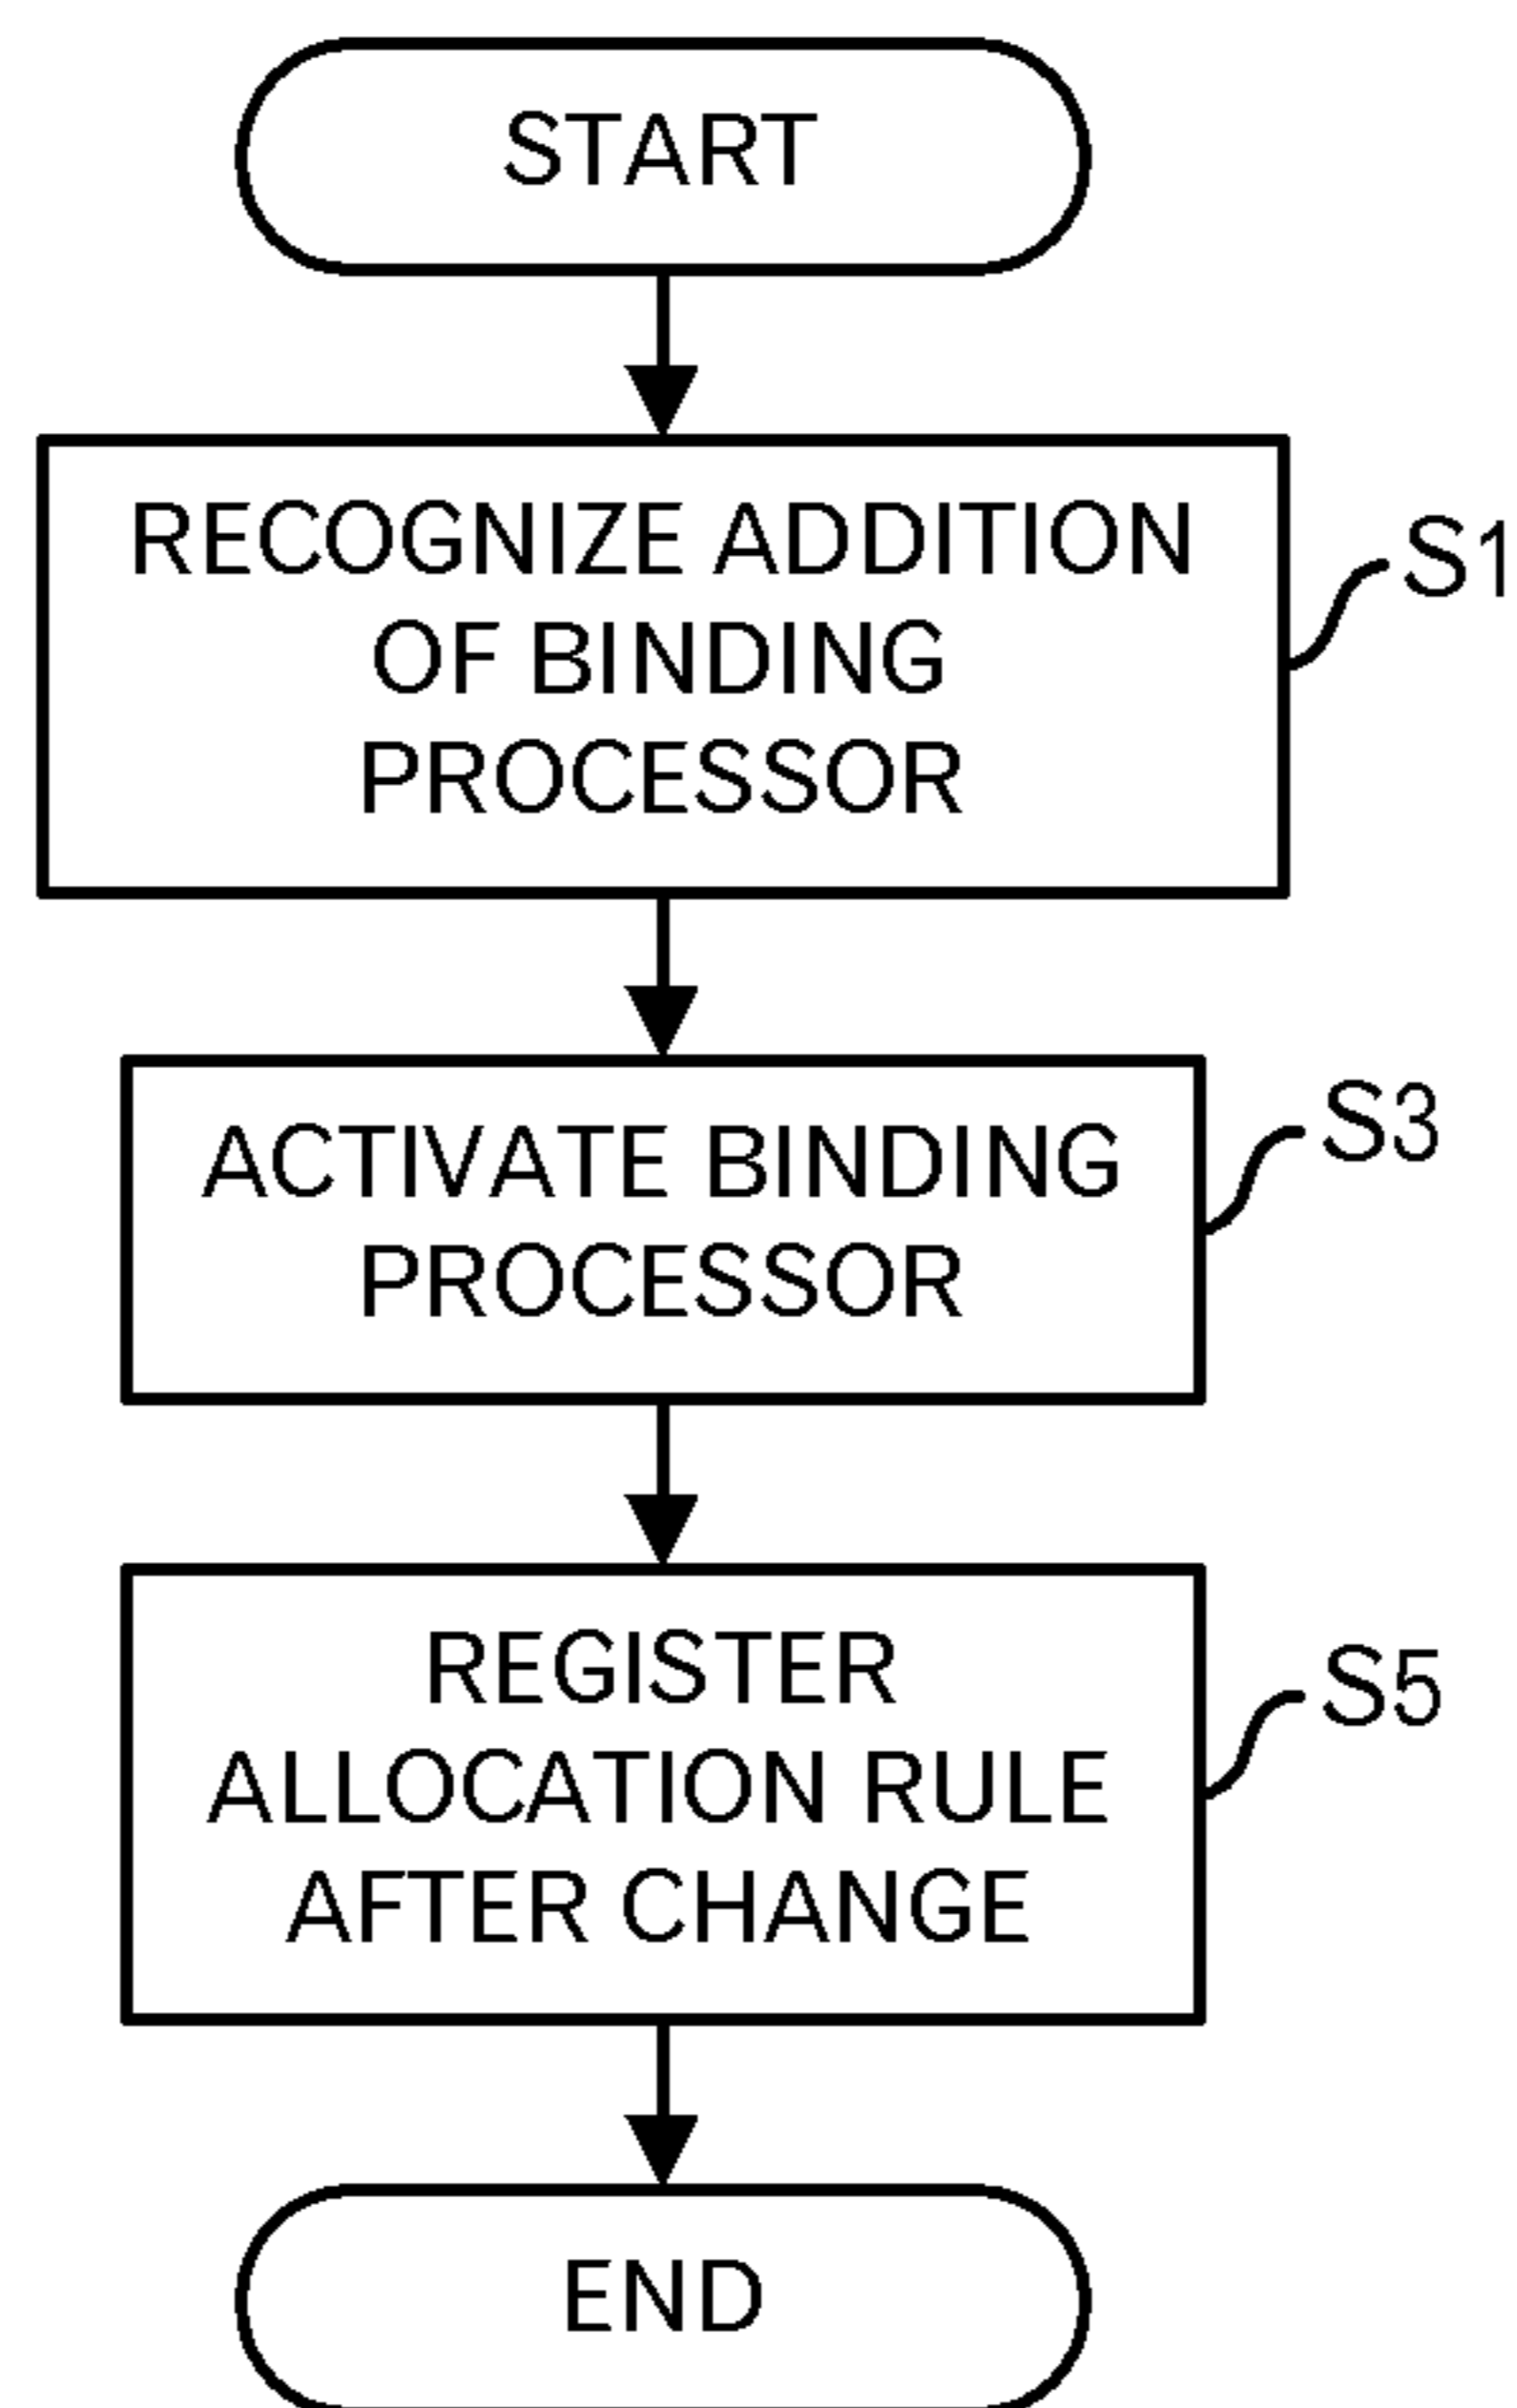 START
RECOGNIZE ADDITION
OF BINDING
PROCESSOR
S1
ACTIVATE BINDING
PROCESSOR
S3
REGISTER
ALLOCATION RULE
AFTER CHANGE
S5
END